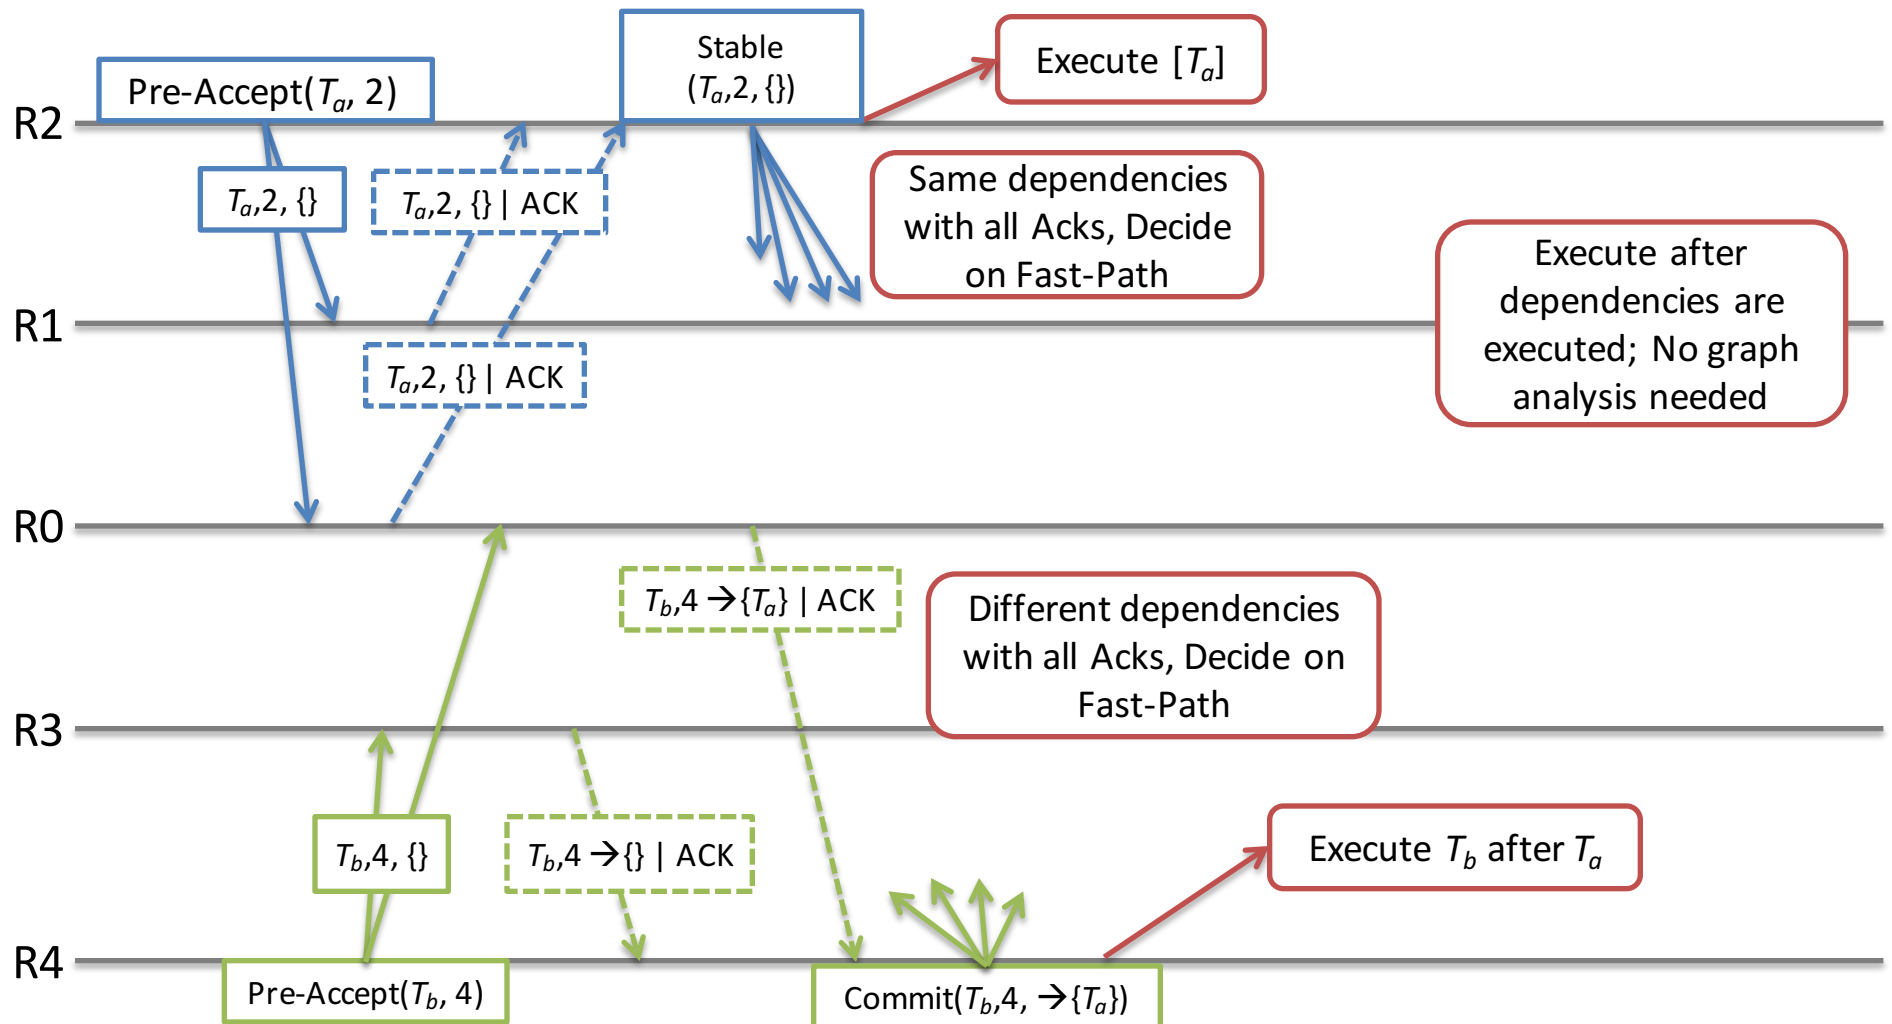 Stable
(Ta,2, {})
Execute [Ta]
Pre-Accept(Ta, 2)
R2
Ta,2, {}
Ta,2, {} | ACK
Same dependencies
with all Acks, Decide
on Fast-Path
Execute after
dependencies are
executed; No graph
analysis needed
R1
Ta,2, {} | ACK
R0
Tb,4 →{Ta} | ACK
Different dependencies
with all Acks, Decide on
Fast-Path
R3
Tb,4, {}
Tb,4 →{} | ACK
Execute Tb after Ta
R4
Pre-Accept(Tb, 4)
Commit(Tb,4, →{Ta})